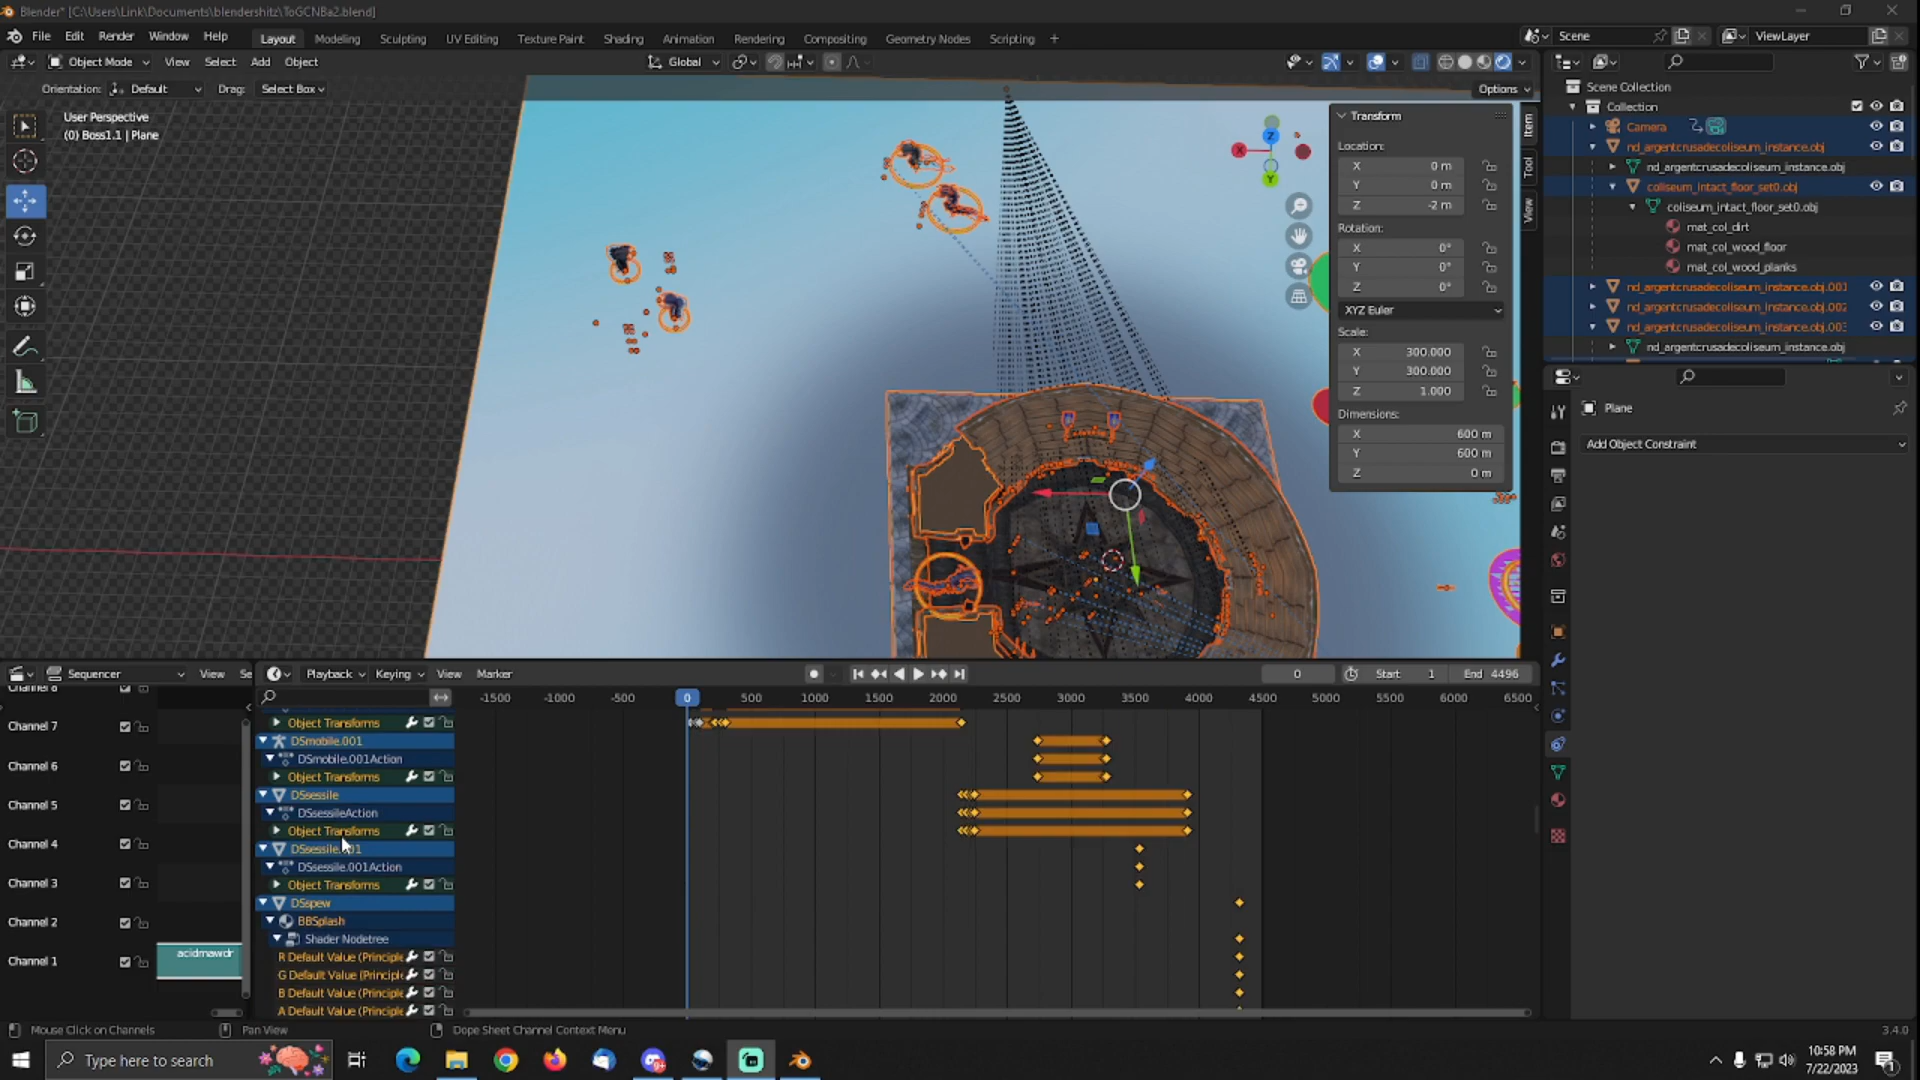 Blender* [C:\Users\Link\Documents\blendershitz\ToGCNBa2.blend]
File Edit Render Window Help
Layout Modeling Sculpting UV Editing Texture Paint Shading Animation Rendering Compositing Geometry Nodes Scripting +
Scene ViewLayer
Object Mode View Select Add Object
Global
Orientation: Default Drag: Select Box
Options
User Perspective
(0) Boss1.1 | Plane
Transform
Location:
X 0 m
Y 0 m
Z -2 m
Rotation:
X 0°
Y 0°
Z 0°
XYZ Euler
Scale:
X 300.000
Y 300.000
Z 1.000
Dimensions:
X 600 m
Y 600 m
Z 0 m
Item
Tool
View
X
Z
Y
Scene Collection
Collection
Camera
nd_argentcrusadecoliseum_instance.obj
nd_argentcrusadecoliseum_instance.obj
coliseum_intact_floor_set0.obj
coliseum_intact_floor_set0.obj
mat_col_dirt
mat_col_wood_floor
mat_col_wood_planks
nd_argentcrusadecoliseum_instance.obj.001
nd_argentcrusadecoliseum_instance.obj.002
nd_argentcrusadecoliseum_instance.obj.003
nd_argentcrusadecoliseum_instance.obj
Plane
Add Object Constraint
Sequencer View Se
Playback Keying View Marker
0 Start 1 End 4496
-1500 -1000 -500 0 500 1000 1500 2000 2500 3000 3500 4000 4500 5000 5500 6000 6500
Channel 8
Channel 7
Channel 6
Channel 5
Channel 4
Channel 3
Channel 2
Channel 1
acidmawdr
Object Transforms
DSmobile.001
DSmobile.001Action
Object Transforms
DSsessile
DSsessileAction
Object Transforms
DSsessile.001
DSsessile.001Action
Object Transforms
DSspew
BBSplash
Shader Nodetree
R Default Value (Principle
G Default Value (Principle
B Default Value (Principle
A Default Value (Principle
Mouse Click on Channels Pan View Dope Sheet Channel Context Menu
3.4.0
Type here to search
10:58 PM
7/22/2023